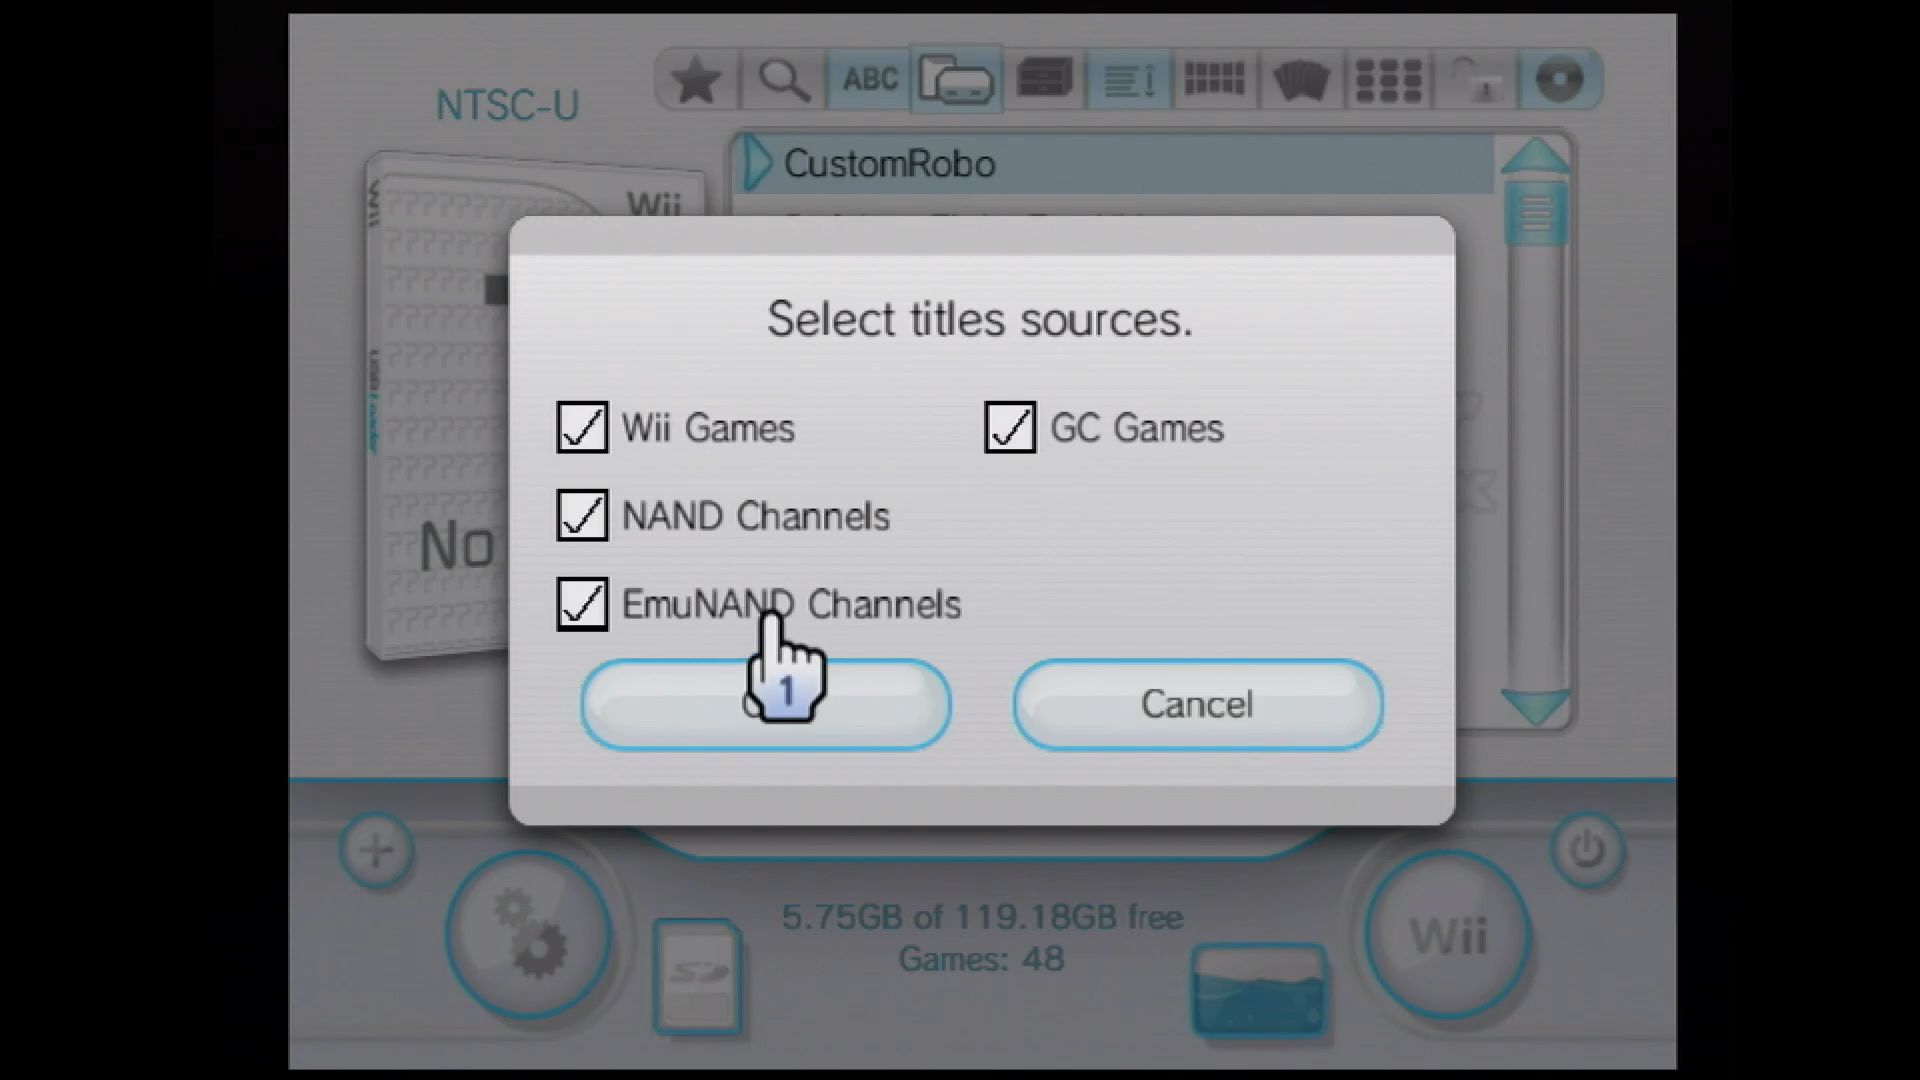 NTSC-U
ABC
CustomRobo
Wii
Wii
Select titles sources.
Wii Games
GC Games
NAND Channels
EmuNAND Channels
No
1
Cancel
5.75GB of 119.18GB free
Games: 48
Wii